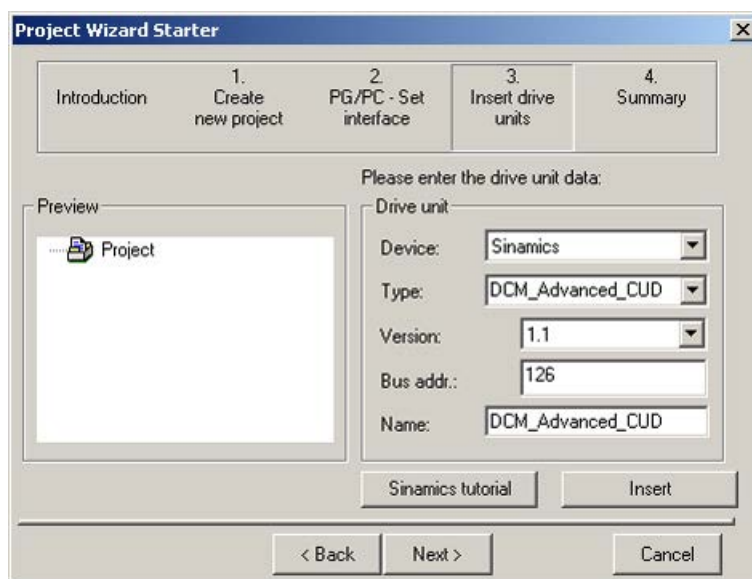 Project Wizard Starter
Introduction
1.
Create
new project
2.
PG/PC - Set
interface
3.
Insert drive
units
4.
Summary
Please enter the drive unit data:
Preview
Project
Drive unit
Device: Sinamics
Type: DCM_Advanced_CUD
Version: 1.1
Bus addr.: 126
Name: DCM_Advanced_CUD
Sinamics tutorial
Insert
< Back
Next >
Cancel